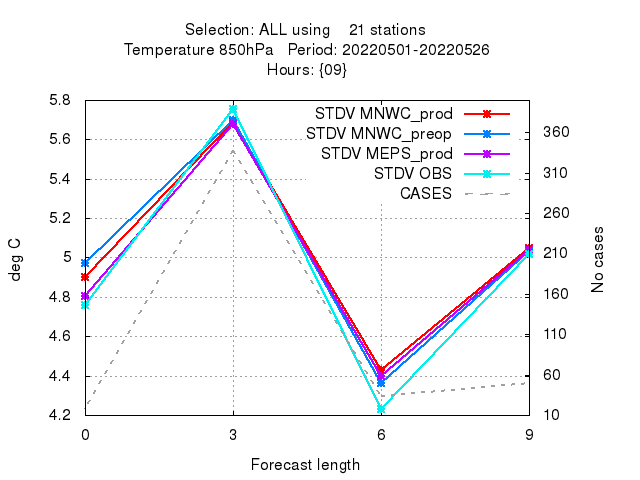 Selection: ALL using    21 stations
Temperature 850hPa   Period: 20220501-20220526
Hours: {09}
STDV MNWC_prod
STDV MNWC_preop
STDV MEPS_prod
STDV OBS
CASES
5.8
5.6
5.4
5.2
5
4.8
4.6
4.4
4.2
deg C
360
310
260
210
160
110
60
10
No cases
0 3 6 9
Forecast length